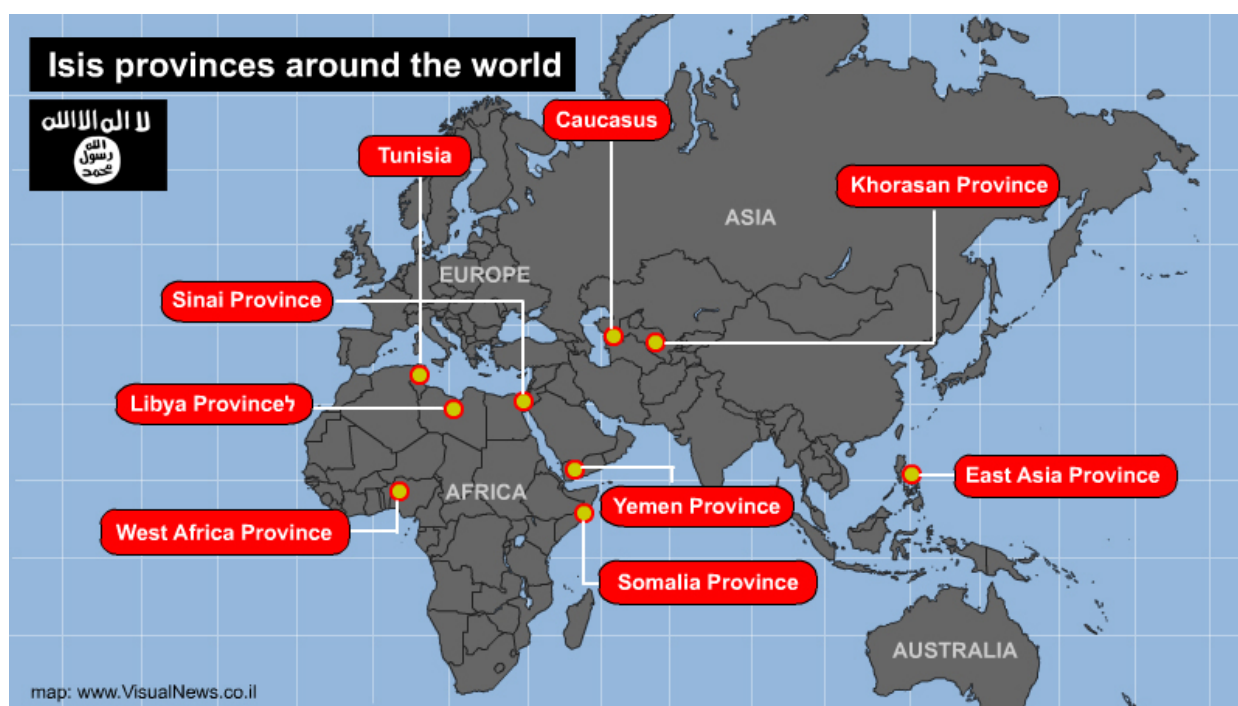 Isis provinces around the world
لا اله الا الله
الله
رسول
محمد
Tunisia
Caucasus
Khorasan Province
ASIA
EUROPE
Sinai Province
Libya Provinceל
West Africa Province
AFRICA
Yemen Province
East Asia Province
Somalia Province
AUSTRALIA
map: www.VisualNews.co.il